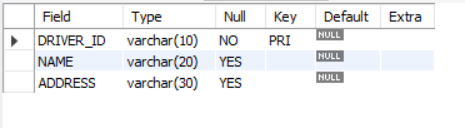 Field Type Null Key Default Extra
DRIVER_ID varchar(10) NO PRI NULL
NAME varchar(20) YES NULL
ADDRESS varchar(30) YES NULL